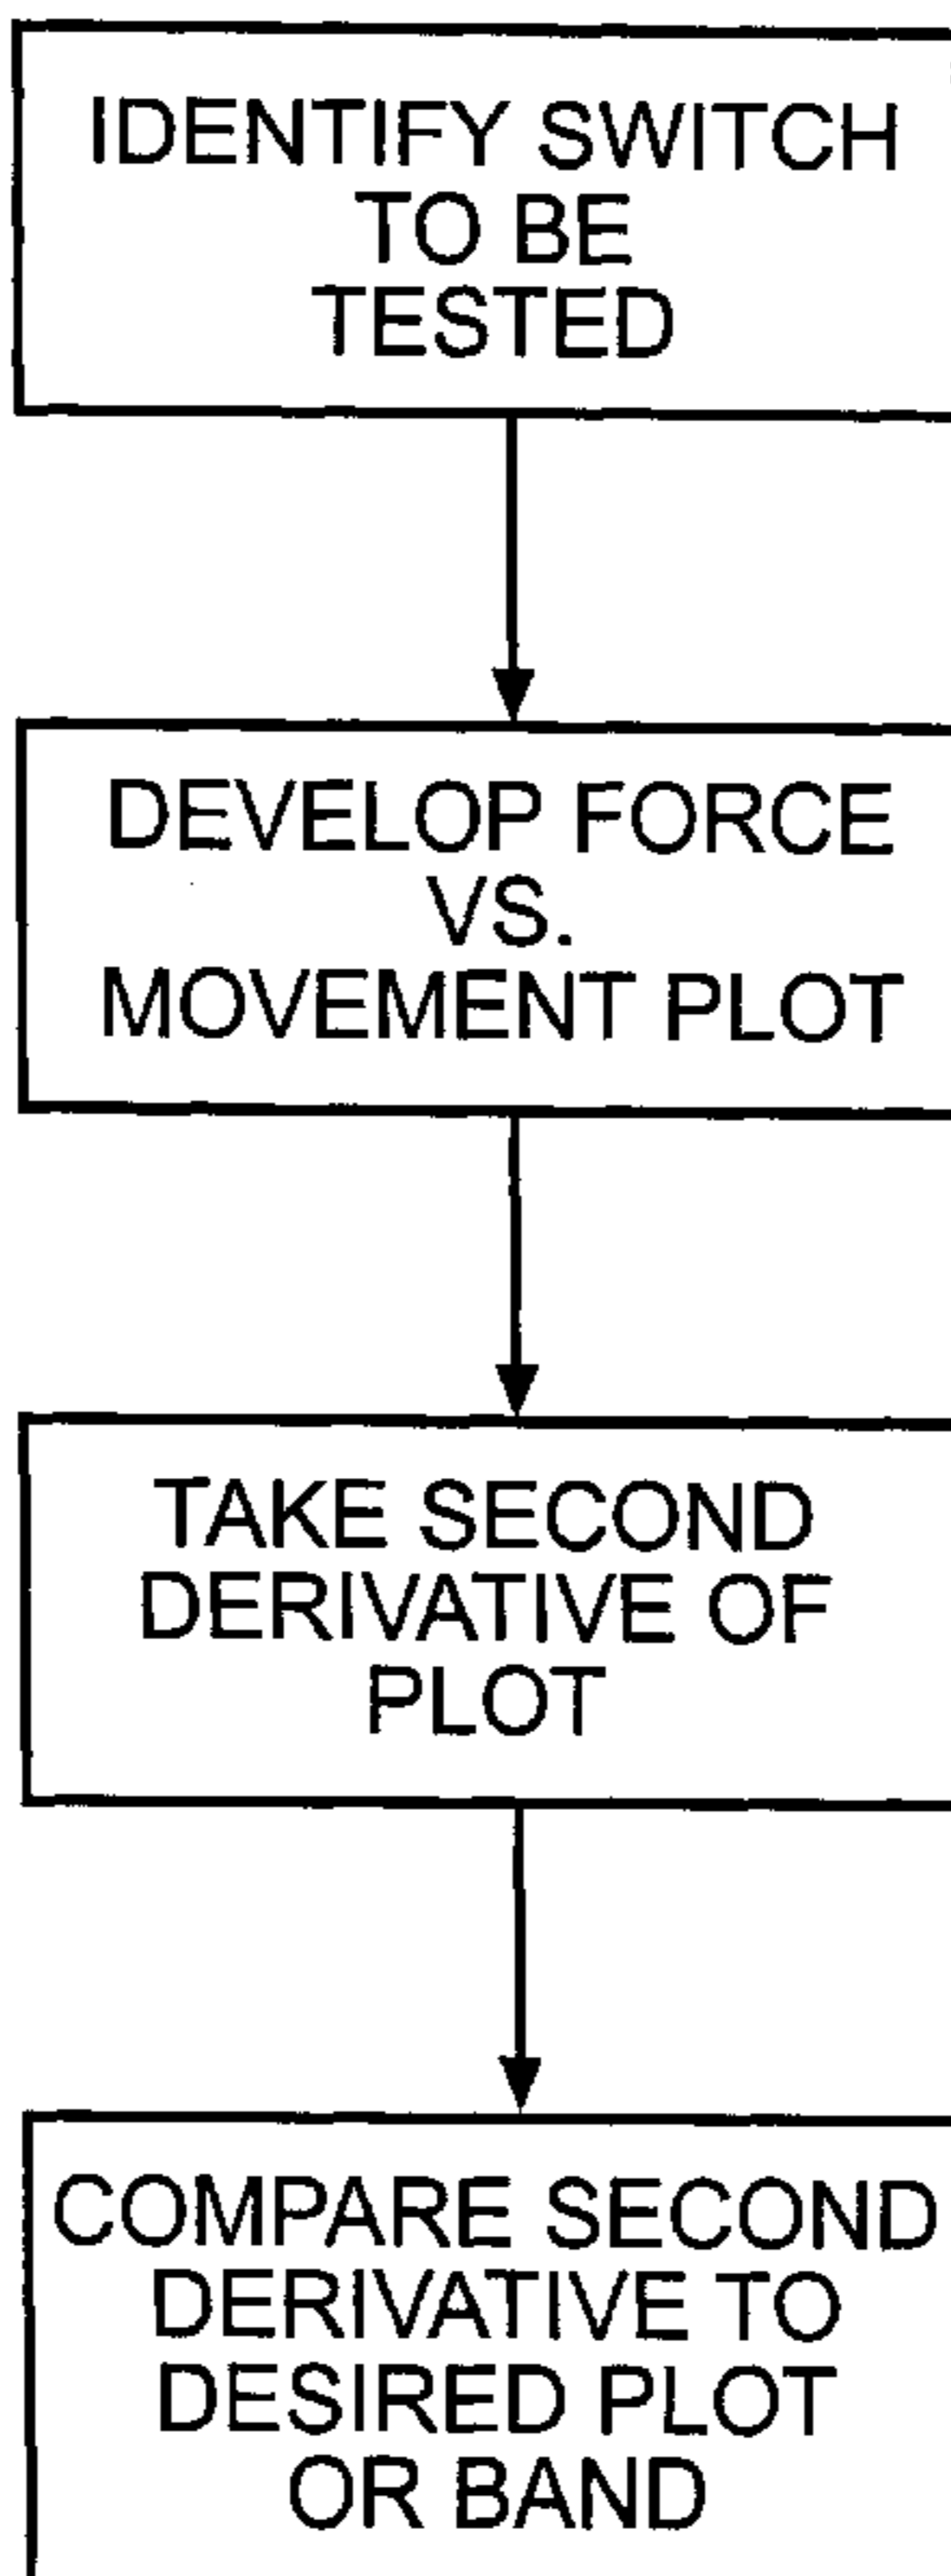 IDENTIFY SWITCH
TO BE
TESTED
DEVELOP FORCE
VS.
MOVEMENT PLOT
TAKE SECOND
DERIVATIVE OF
PLOT
COMPARE SECOND
DERIVATIVE TO
DESIRED PLOT
OR BAND